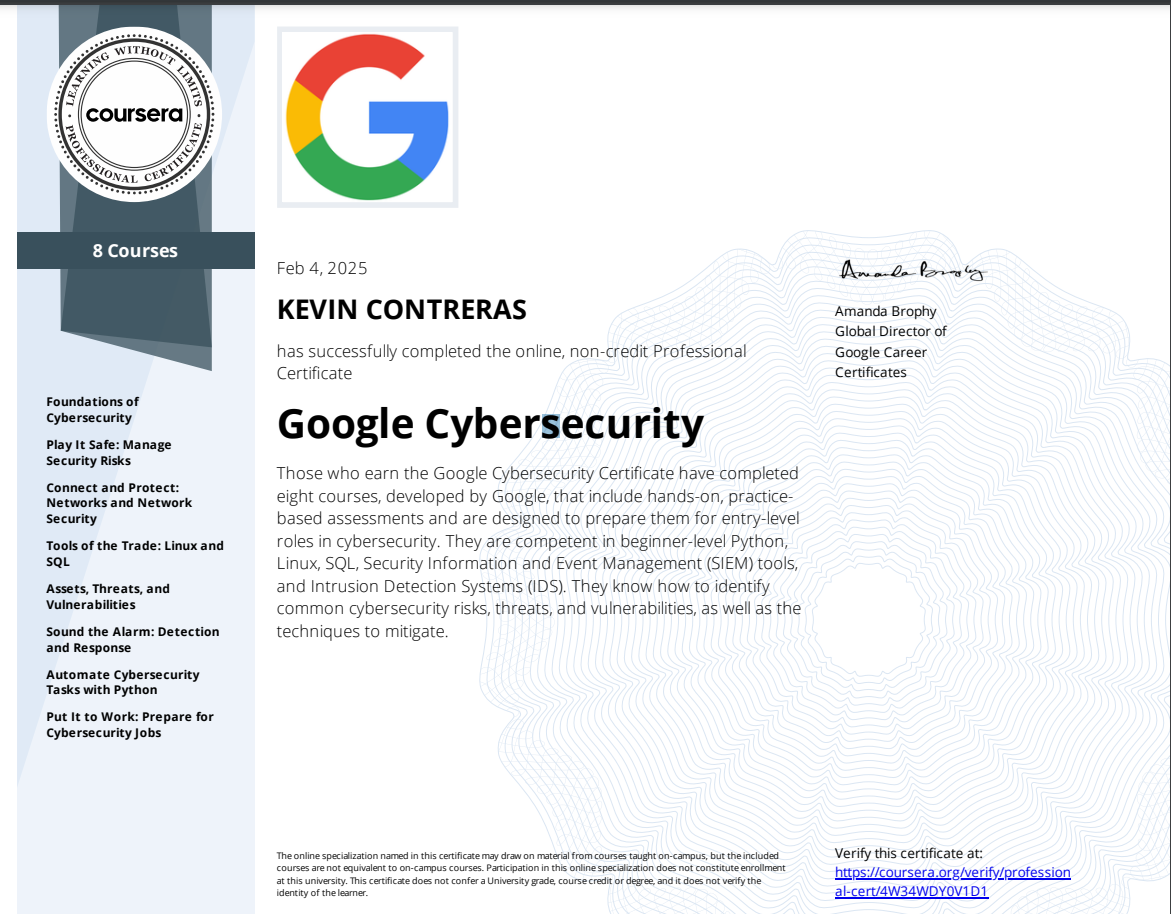 LEARNING WITHOUT LIMITS
coursera
PROFESSIONAL CERTIFICATE
8 Courses
Foundations of
Cybersecurity
Play It Safe: Manage
Security Risks
Connect and Protect:
Networks and Network
Security
Tools of the Trade: Linux and
SQL
Assets, Threats, and
Vulnerabilities
Sound the Alarm: Detection
and Response
Automate Cybersecurity
Tasks with Python
Put It to Work: Prepare for
Cybersecurity Jobs
G
Feb 4, 2025
KEVIN CONTRERAS
has successfully completed the online, non-credit Professional
Certificate
Google Cybersecurity
Those who earn the Google Cybersecurity Certificate have completed
eight courses, developed by Google, that include hands-on, practice-
based assessments and are designed to prepare them for entry-level
roles in cybersecurity. They are competent in beginner-level Python,
Linux, SQL, Security Information and Event Management (SIEM) tools,
and Intrusion Detection Systems (IDS). They know how to identify
common cybersecurity risks, threats, and vulnerabilities, as well as the
techniques to mitigate.
Amanda Brophy
Amanda Brophy
Global Director of
Google Career
Certificates
The online specialization named in this certificate may draw on material from courses taught on-campus, but the included
courses are not equivalent to on-campus courses. Participation in this online specialization does not constitute enrollment
at this university. This certificate does not confer a University grade, course credit or degree, and it does not verify the
identity of the learner.
Verify this certificate at:
https://coursera.org/verify/profession
al-cert/4W34WDY0V1D1